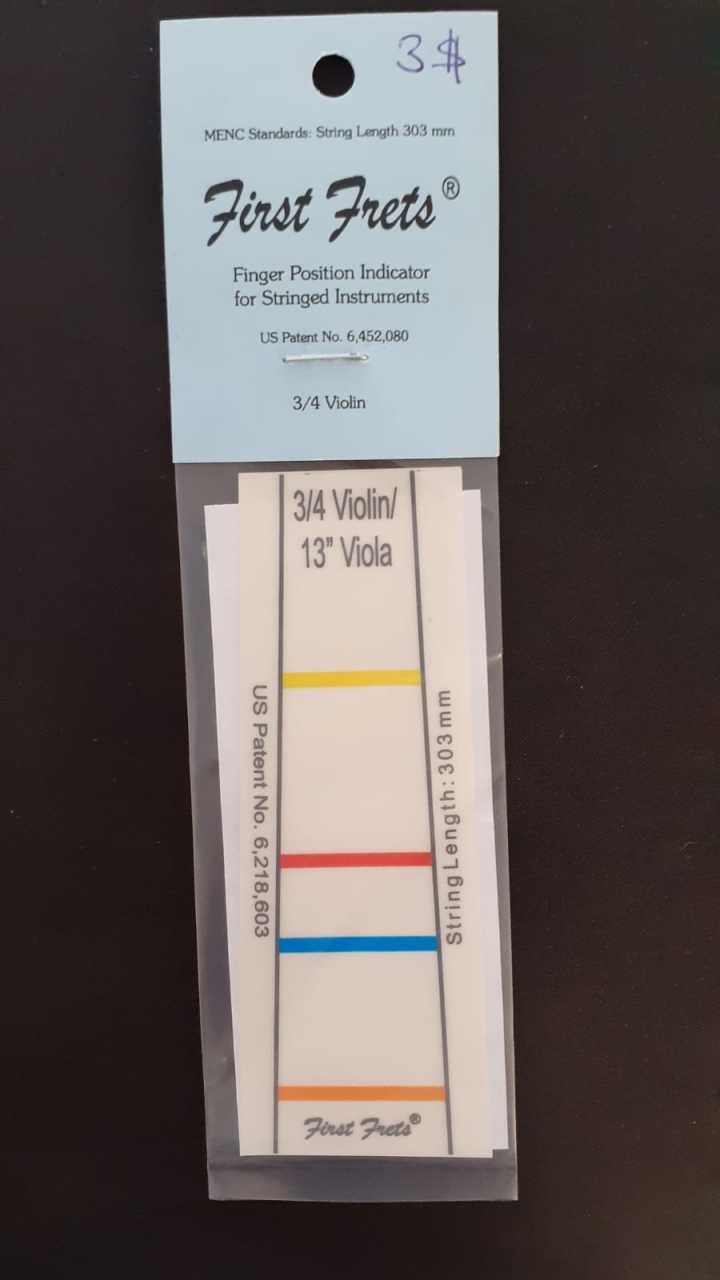 3$
MENC Standards: String Length 303 mm
First Frets®
Finger Position Indicator
for Stringed Instruments
US Patent No. 6,452,080
3/4 Violin
3/4 Violin/
13" Viola
US Patent No. 6,218,603
String Length: 303 mm
First Frets®